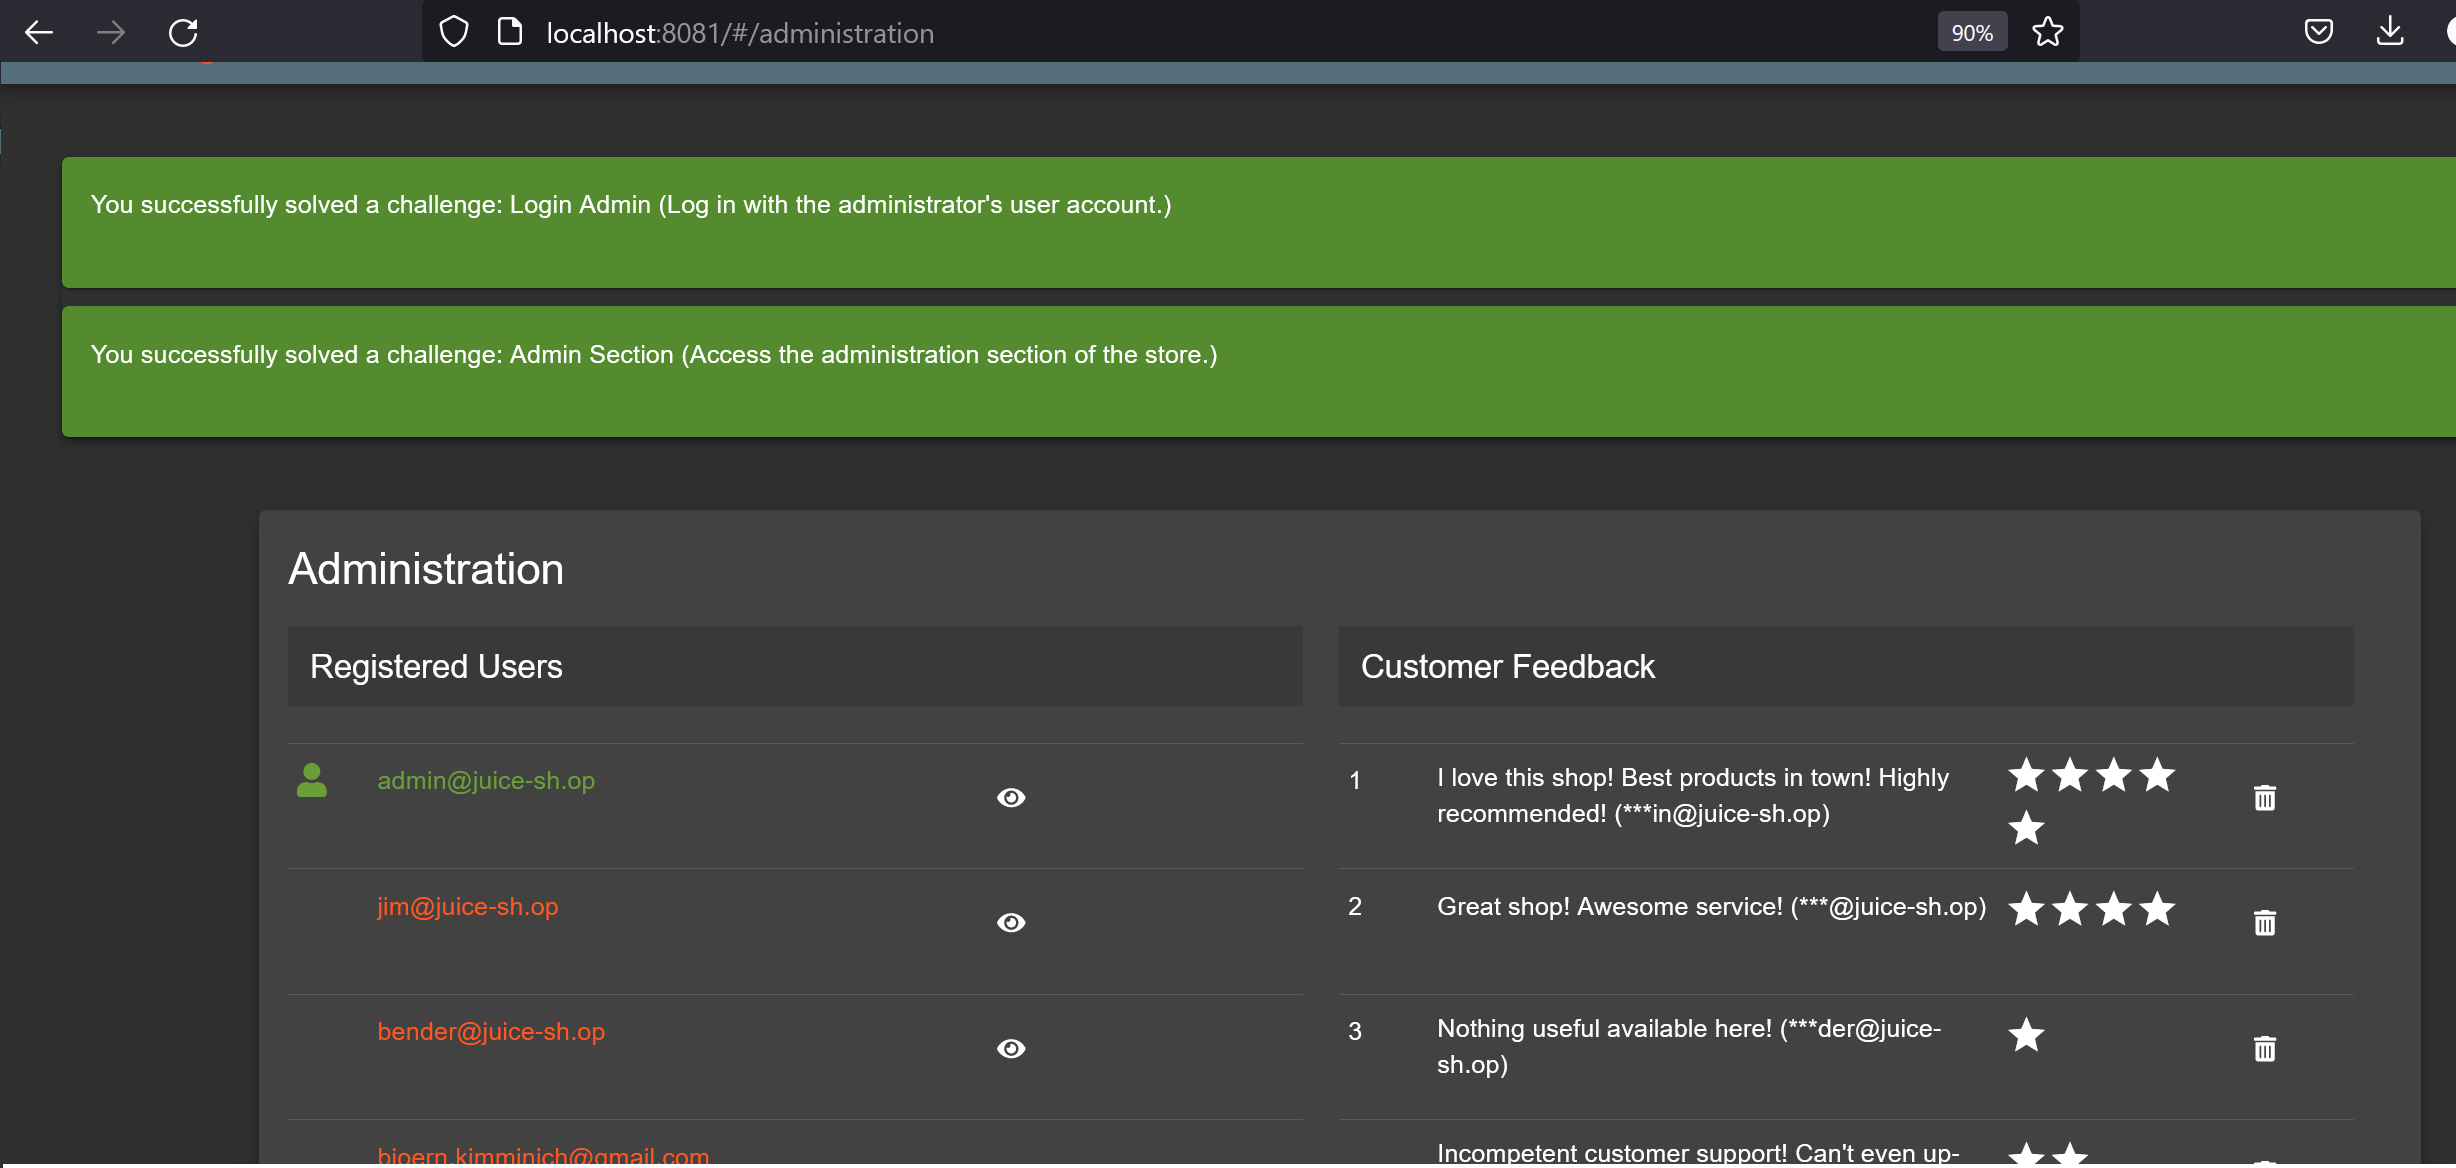 localhost:8081/#/administration
90%
You successfully solved a challenge: Login Admin (Log in with the administrator's user account.)
You successfully solved a challenge: Admin Section (Access the administration section of the store.)
Administration
Registered Users
Customer Feedback
admin@juice-sh.op
1
I love this shop! Best products in town! Highly
recommended! (***in@juice-sh.op)
jim@juice-sh.op
2
Great shop! Awesome service! (***@juice-sh.op)
bender@juice-sh.op
3
Nothing useful available here! (***der@juice-
sh.op)
bjoern.kimminich@gmail.com
Incompetent customer support! Can't even up-